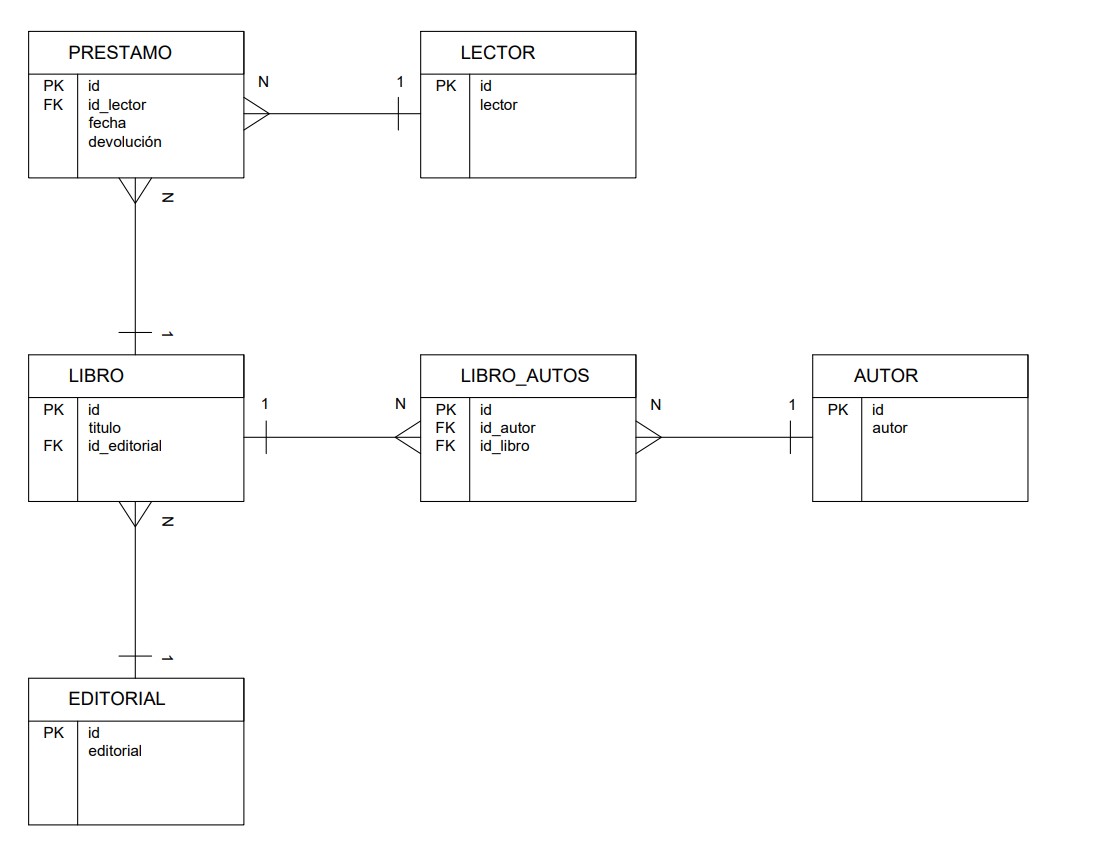 PRESTAMO
PK id
FK id_lector
fecha
devolución
N
1
LECTOR
PK id
lector
N
1
LIBRO
PK id
titulo
FK id_editorial
1
N
LIBRO_AUTOS
PK id
FK id_autor
FK id_libro
N
1
AUTOR
PK id
autor
N
1
EDITORIAL
PK id
editorial